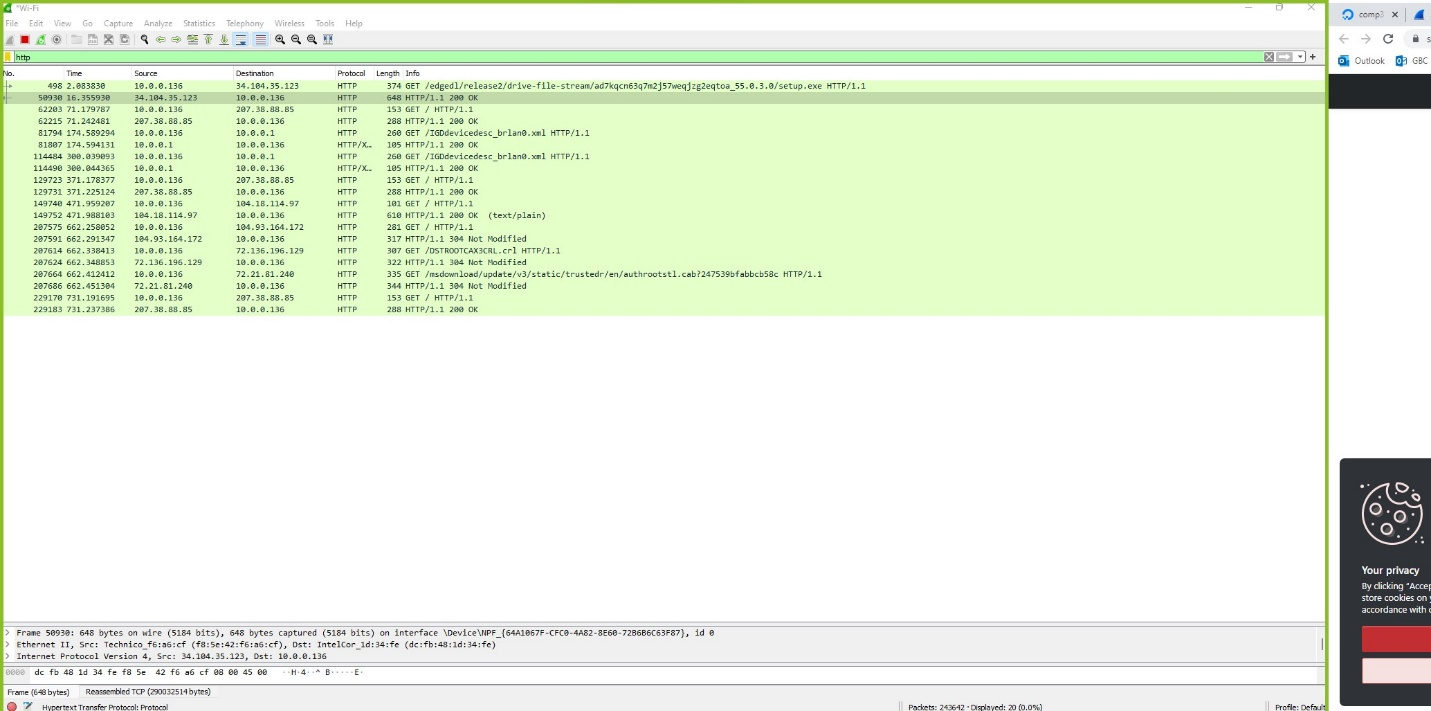 *Wi-Fi
File Edit View Go Capture Analyze Statistics Telephony Wireless Tools Help
http
No. Time Source Destination Protocol Length Info
498 2.083830 10.0.0.136 34.104.35.123 HTTP 374 GET /edgedl/release2/drive-file-stream/ad7kqcn63q7m2j57weqjzg2eqtoa_55.0.3.0/setup.exe HTTP/1.1
50930 16.355930 34.104.35.123 10.0.0.136 HTTP 648 HTTP/1.1 200 OK
62203 71.179787 10.0.0.136 207.38.88.85 HTTP 153 GET / HTTP/1.1
62215 71.242481 207.38.88.85 10.0.0.136 HTTP 288 HTTP/1.1 200 OK
81794 174.589294 10.0.0.136 10.0.0.1 HTTP 260 GET /IGDdevicedesc_brlan0.xml HTTP/1.1
81807 174.594131 10.0.0.1 10.0.0.136 HTTP/X… 105 HTTP/1.1 200 OK
114484 300.039093 10.0.0.136 10.0.0.1 HTTP 260 GET /IGDdevicedesc_brlan0.xml HTTP/1.1
114490 300.044365 10.0.0.1 10.0.0.136 HTTP/X… 105 HTTP/1.1 200 OK
129723 371.178377 10.0.0.136 207.38.88.85 HTTP 153 GET / HTTP/1.1
129731 371.225124 207.38.88.85 10.0.0.136 HTTP 288 HTTP/1.1 200 OK
149740 471.959207 10.0.0.136 104.18.114.97 HTTP 101 GET / HTTP/1.1
149752 471.988103 104.18.114.97 10.0.0.136 HTTP 610 HTTP/1.1 200 OK (text/plain)
207575 662.258052 10.0.0.136 104.93.164.172 HTTP 281 GET / HTTP/1.1
207591 662.291347 104.93.164.172 10.0.0.136 HTTP 317 HTTP/1.1 304 Not Modified
207614 662.338413 10.0.0.136 72.136.196.129 HTTP 307 GET /DSTROOTCAX3CRL.crl HTTP/1.1
207624 662.348853 72.136.196.129 10.0.0.136 HTTP 322 HTTP/1.1 304 Not Modified
207664 662.412412 10.0.0.136 72.21.81.240 HTTP 335 GET /msdownload/update/v3/static/trustedr/en/authrootstl.cab?247539bfabbcb58c HTTP/1.1
207686 662.451304 72.21.81.240 10.0.0.136 HTTP 344 HTTP/1.1 304 Not Modified
229170 731.191695 10.0.0.136 207.38.88.85 HTTP 153 GET / HTTP/1.1
229183 731.237386 207.38.88.85 10.0.0.136 HTTP 288 HTTP/1.1 200 OK
Frame 50930: 648 bytes on wire (5184 bits), 648 bytes captured (5184 bits) on interface \Device\NPF_{64A1067F-CFC0-4A82-8E60-72B6B6C63F87}, id 0
Ethernet II, Src: Technico_f6:a6:cf (f8:5e:42:f6:a6:cf), Dst: IntelCor_1d:34:fe (dc:fb:48:1d:34:fe)
Internet Protocol Version 4, Src: 34.104.35.123, Dst: 10.0.0.136
0000 dc fb 48 1d 34 fe f8 5e 42 f6 a6 cf 08 00 45 00 ··H·4··^ B·····E·
Frame (648 bytes) Reassembled TCP (290032514 bytes)
Hypertext Transfer Protocol: Protocol Packets: 243642 · Displayed: 20 (0.0%) Profile: Default
comp3
Outlook GBC
Your privacy
By clicking "Accep
store cookies on y
accordance with o